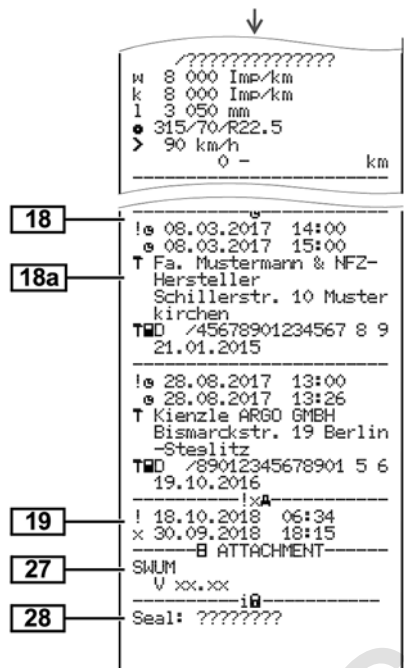 /??????????????
w 8 000 Imp/km
k 8 000 Imp/km
l 3 050 mm
● 315/70/R22.5
> 90 km/h
0 - km
18
!◷ 08.03.2017 14:00
◷ 08.03.2017 15:00
18a
T Fa. Mustermann & NFZ-
Hersteller
Schillerstr. 10 Muster
kirchen
T D /45678901234567 8 9
21.01.2015
!◷ 28.08.2017 13:00
◷ 28.08.2017 13:26
T Kienzle ARGO GMBH
Bismarckstr. 19 Berlin
-Steglitz
T D /89012345678901 5 6
19.10.2016
!x
19
! 18.10.2018 06:34
x 30.09.2018 18:15
ATTACHMENT
27
SWUM
V xx.xx
i
28
Seal: ????????